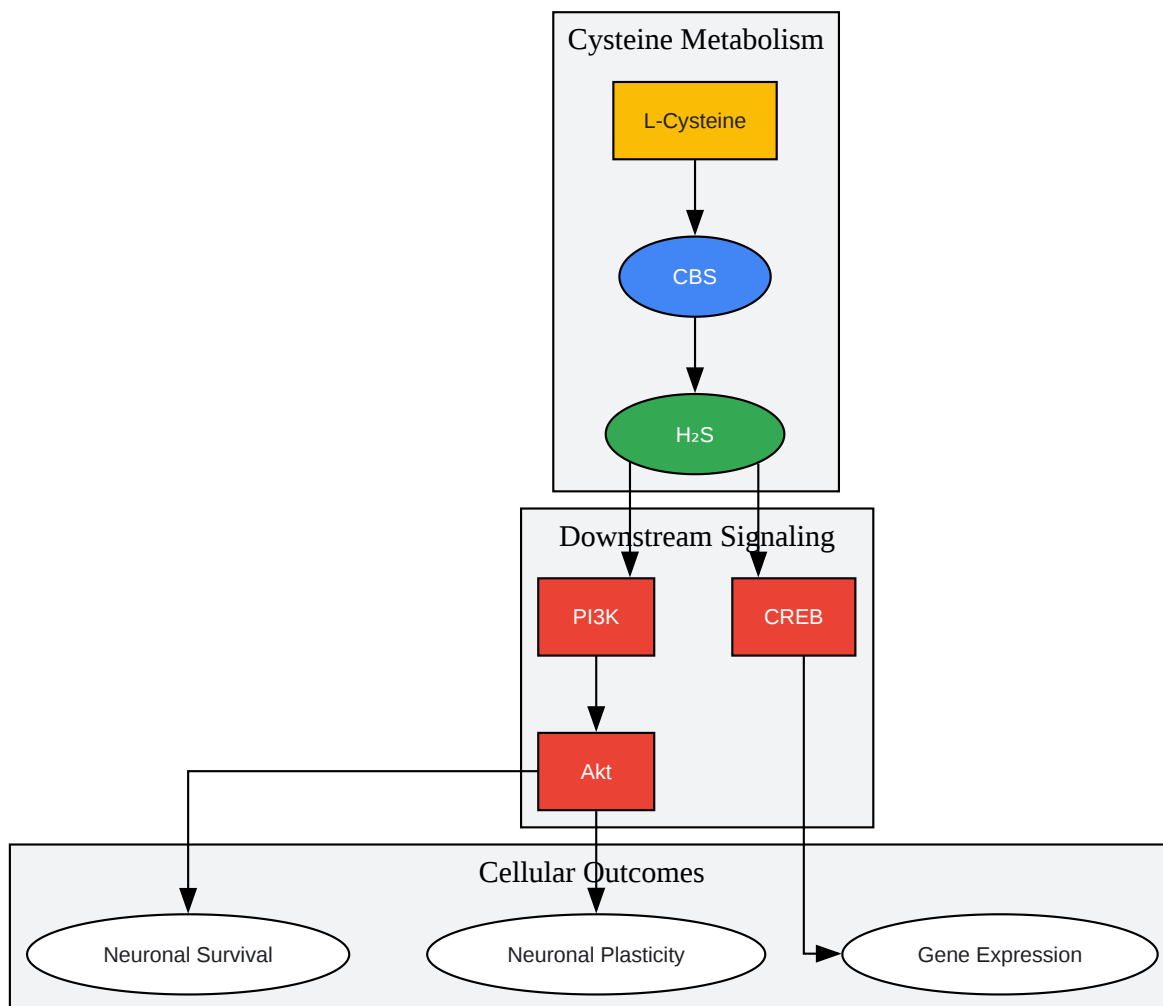 Cysteine Metabolism
L-Cysteine
CBS
H₂S
Downstream Signaling
PI3K
CREB
Akt
Cellular Outcomes
Neuronal Survival
Neuronal Plasticity
Gene Expression